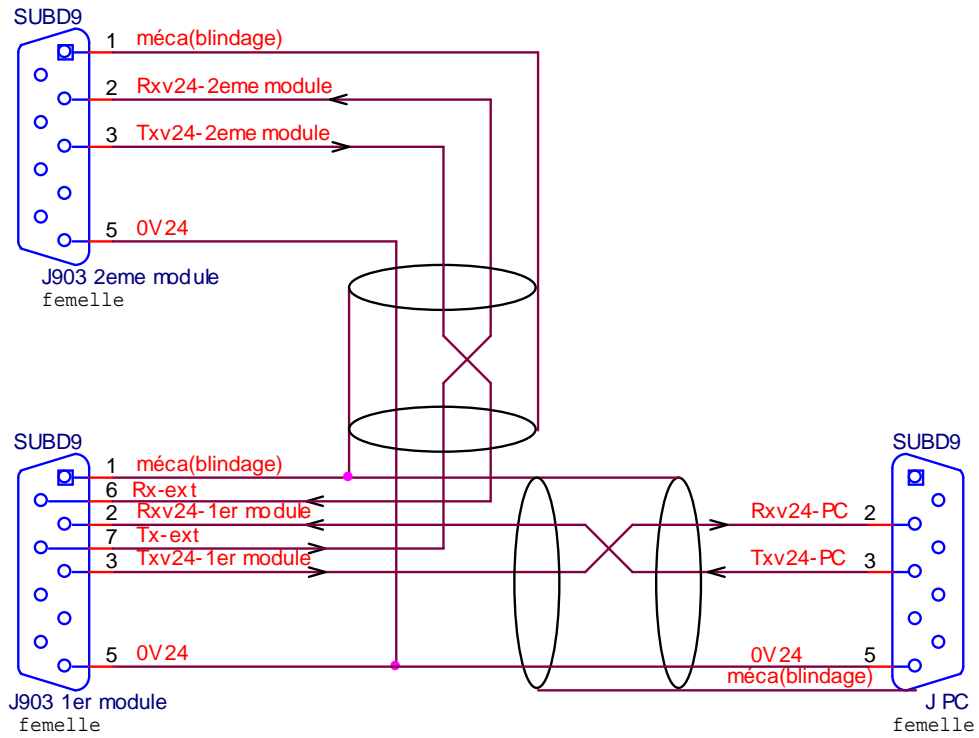 SUBD9
1 méca(blindage)
2 Rxv24-2eme module
3 Txv24-2eme module
5 0V24
J903 2eme module
femelle
SUBD9
1 méca(blindage)
6 Rx-ext
2 Rxv24-1er module
7 Tx-ext
3 Txv24-1er module
5 0V24
J903 1er module
femelle
SUBD9
Rxv24-PC 2
Txv24-PC 3
0V24 5
méca(blindage)
J PC
femelle